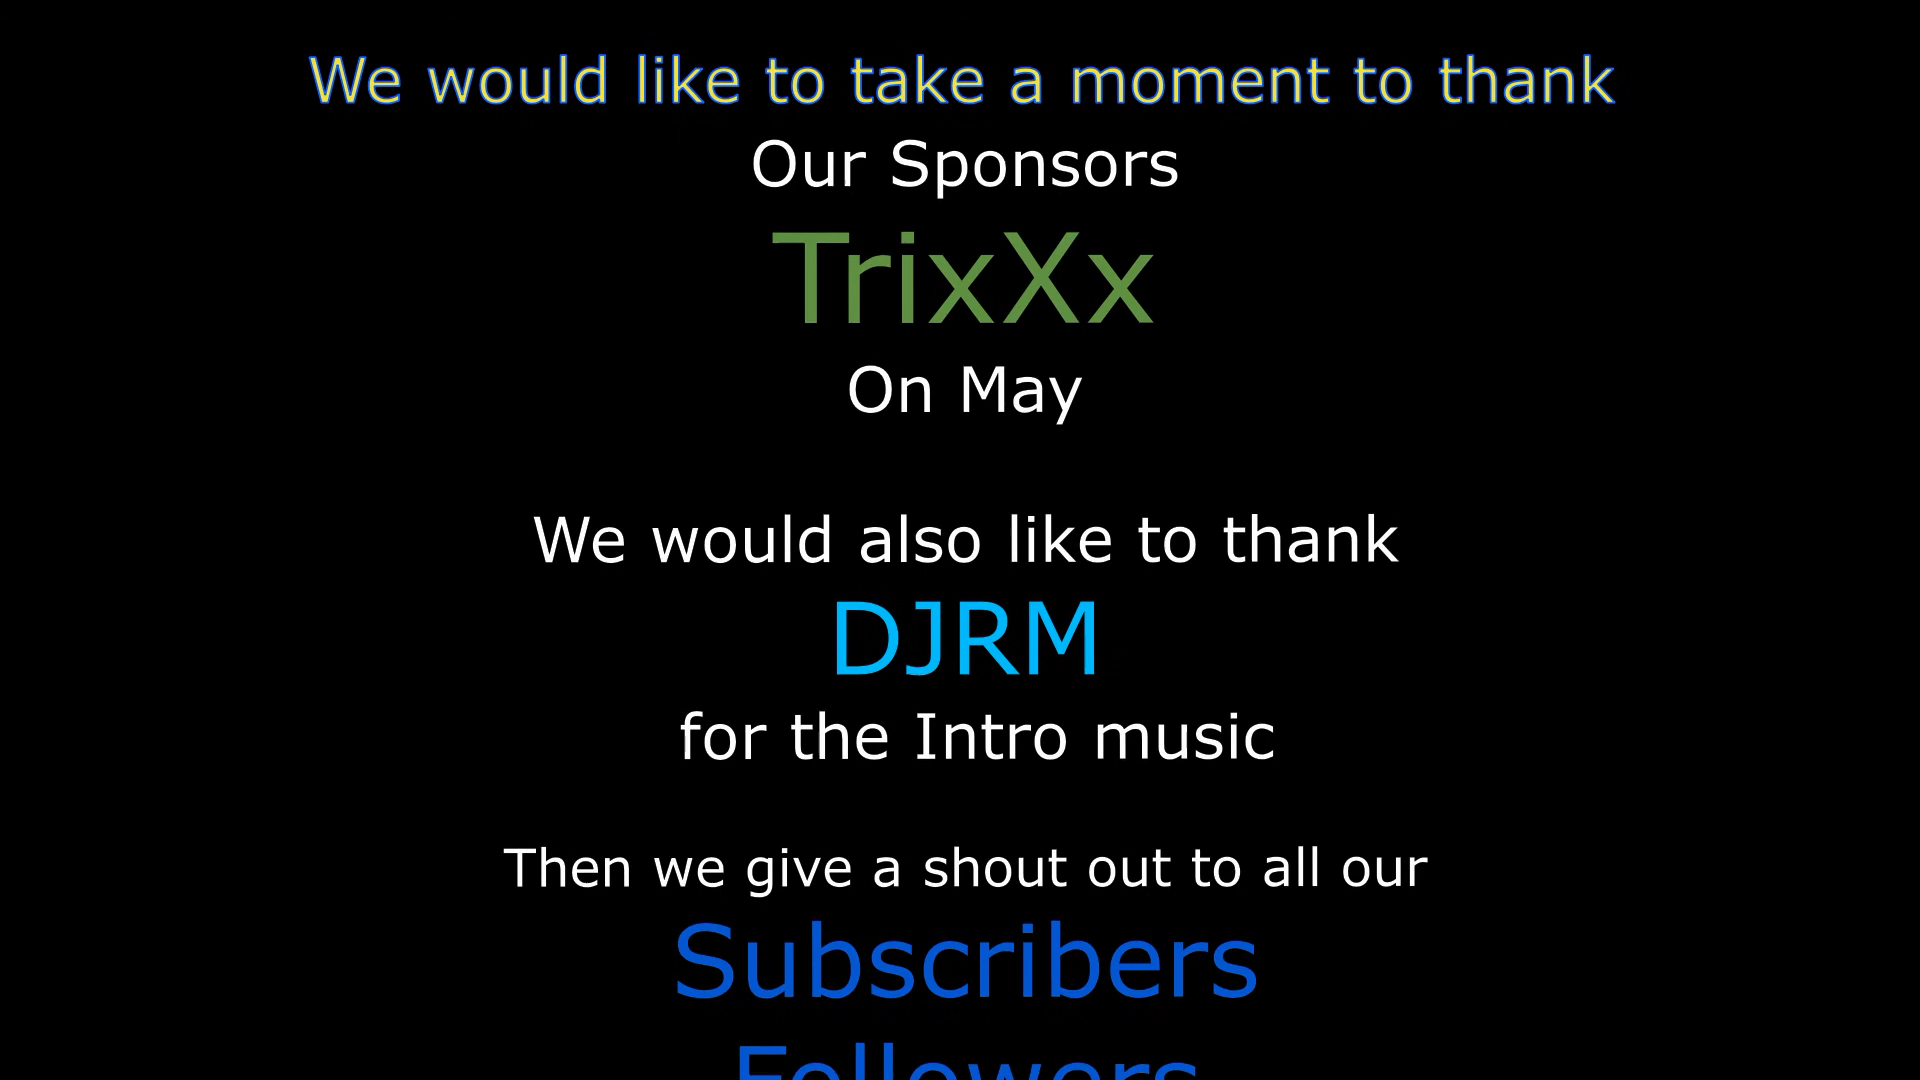 We would like to take a moment to thank
Our Sponsors
TrixXx
On May
We would also like to thank
DJRM
for the Intro music
Then we give a shout out to all our
Subscribers
Followers